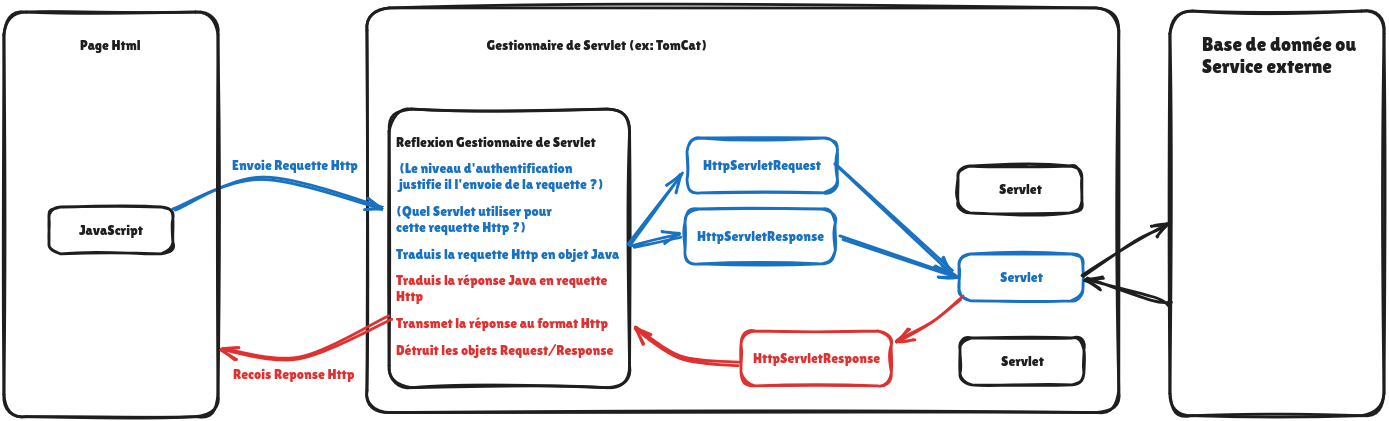 Page Html
Gestionnaire de Servlet (ex: TomCat)
Base de donnée ou
Service externe
JavaScript
Envoie Requette Http
Reflexion Gestionnaire de Servlet
(Le niveau d'authentification
justifie il l'envoie de la requette ?)
(Quel Servlet utiliser pour
cette requette Http ?)
Traduis la requette Http en objet Java
Traduis la réponse Java en requette
Http
Transmet la réponse au format Http
Détruit les objets Request/Response
Recois Reponse Http
HttpServletRequest
HttpServletResponse
HttpServletResponse
Servlet
Servlet
Servlet